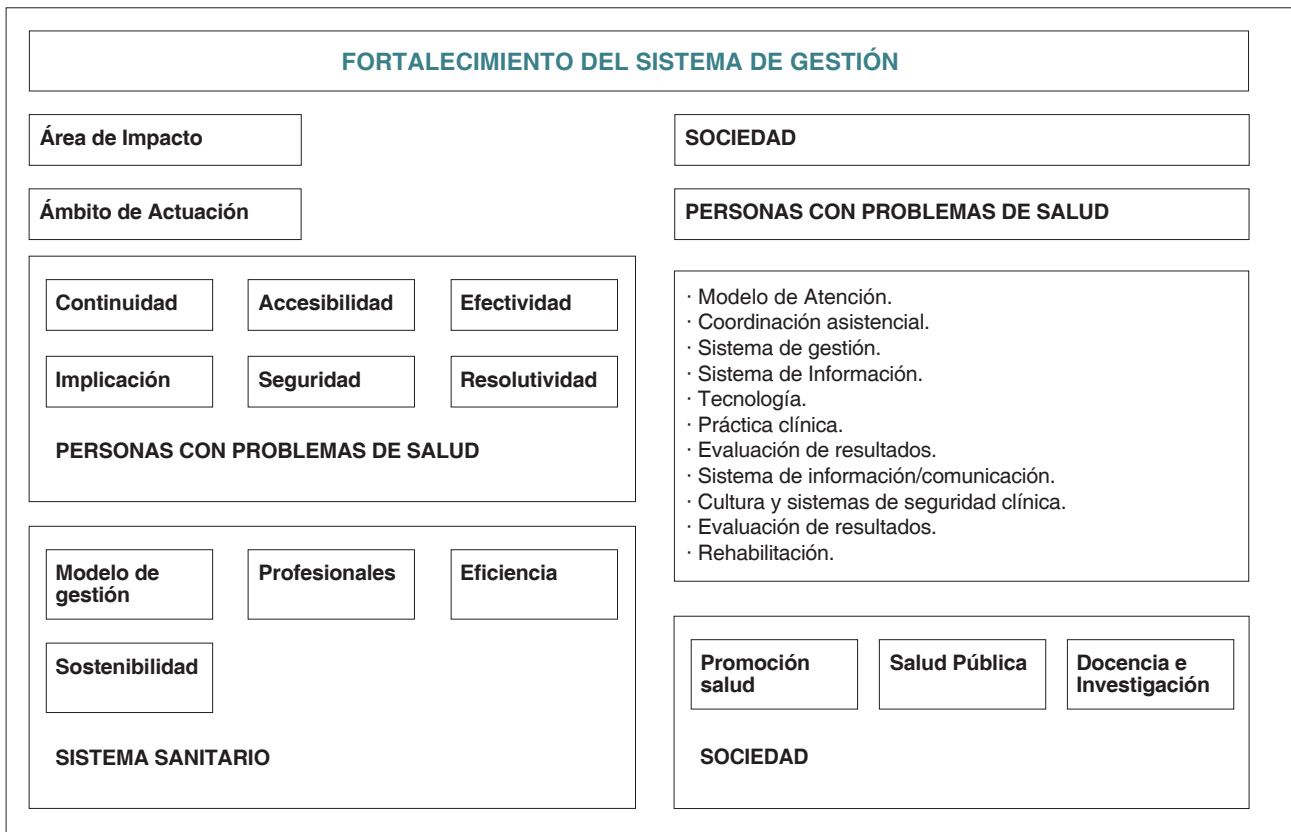 FORTALECIMIENTO DEL SISTEMA DE GESTIÓN
Área de Impacto
SOCIEDAD
Ámbito de Actuación
PERSONAS CON PROBLEMAS DE SALUD
Continuidad
Accesibilidad
Efectividad
Implicación
Seguridad
Resolutividad
PERSONAS CON PROBLEMAS DE SALUD
· Modelo de Atención.
· Coordinación asistencial.
· Sistema de gestión.
· Sistema de Información.
· Tecnología.
· Práctica clínica.
· Evaluación de resultados.
· Sistema de información/comunicación.
· Cultura y sistemas de seguridad clínica.
· Evaluación de resultados.
· Rehabilitación.
Modelo de
gestión
Profesionales
Eficiencia
Sostenibilidad
SISTEMA SANITARIO
Promoción
salud
Salud Pública
Docencia e
Investigación
SOCIEDAD